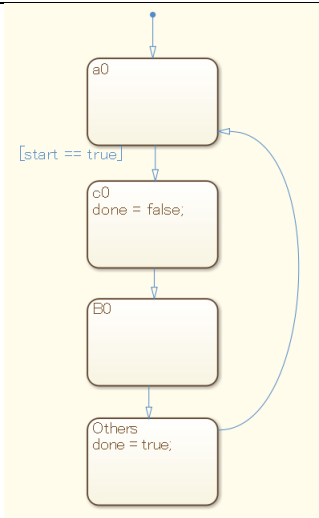 a0
[start == true]
c0
done = false;
B0
Others
done = true;